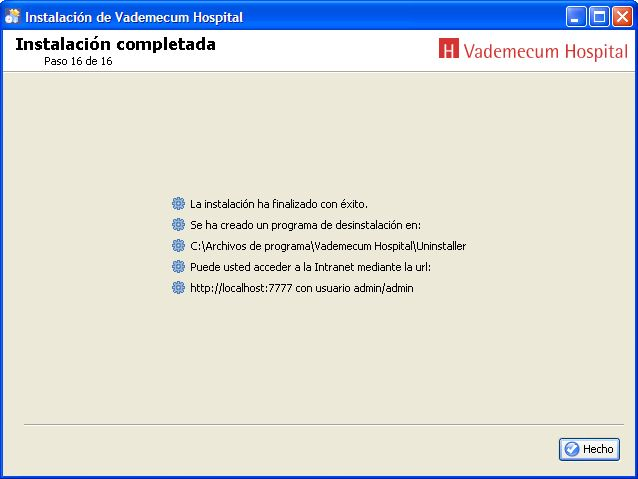 Instalación de Vademecum Hospital
Instalación completada
Paso 16 de 16
H Vademecum Hospital
La instalación ha finalizado con éxito.
Se ha creado un programa de desinstalación en:
C:\Archivos de programa\Vademecum Hospital\Uninstaller
Puede usted acceder a la Intranet mediante la url:
http://localhost:7777 con usuario admin/admin
Hecho